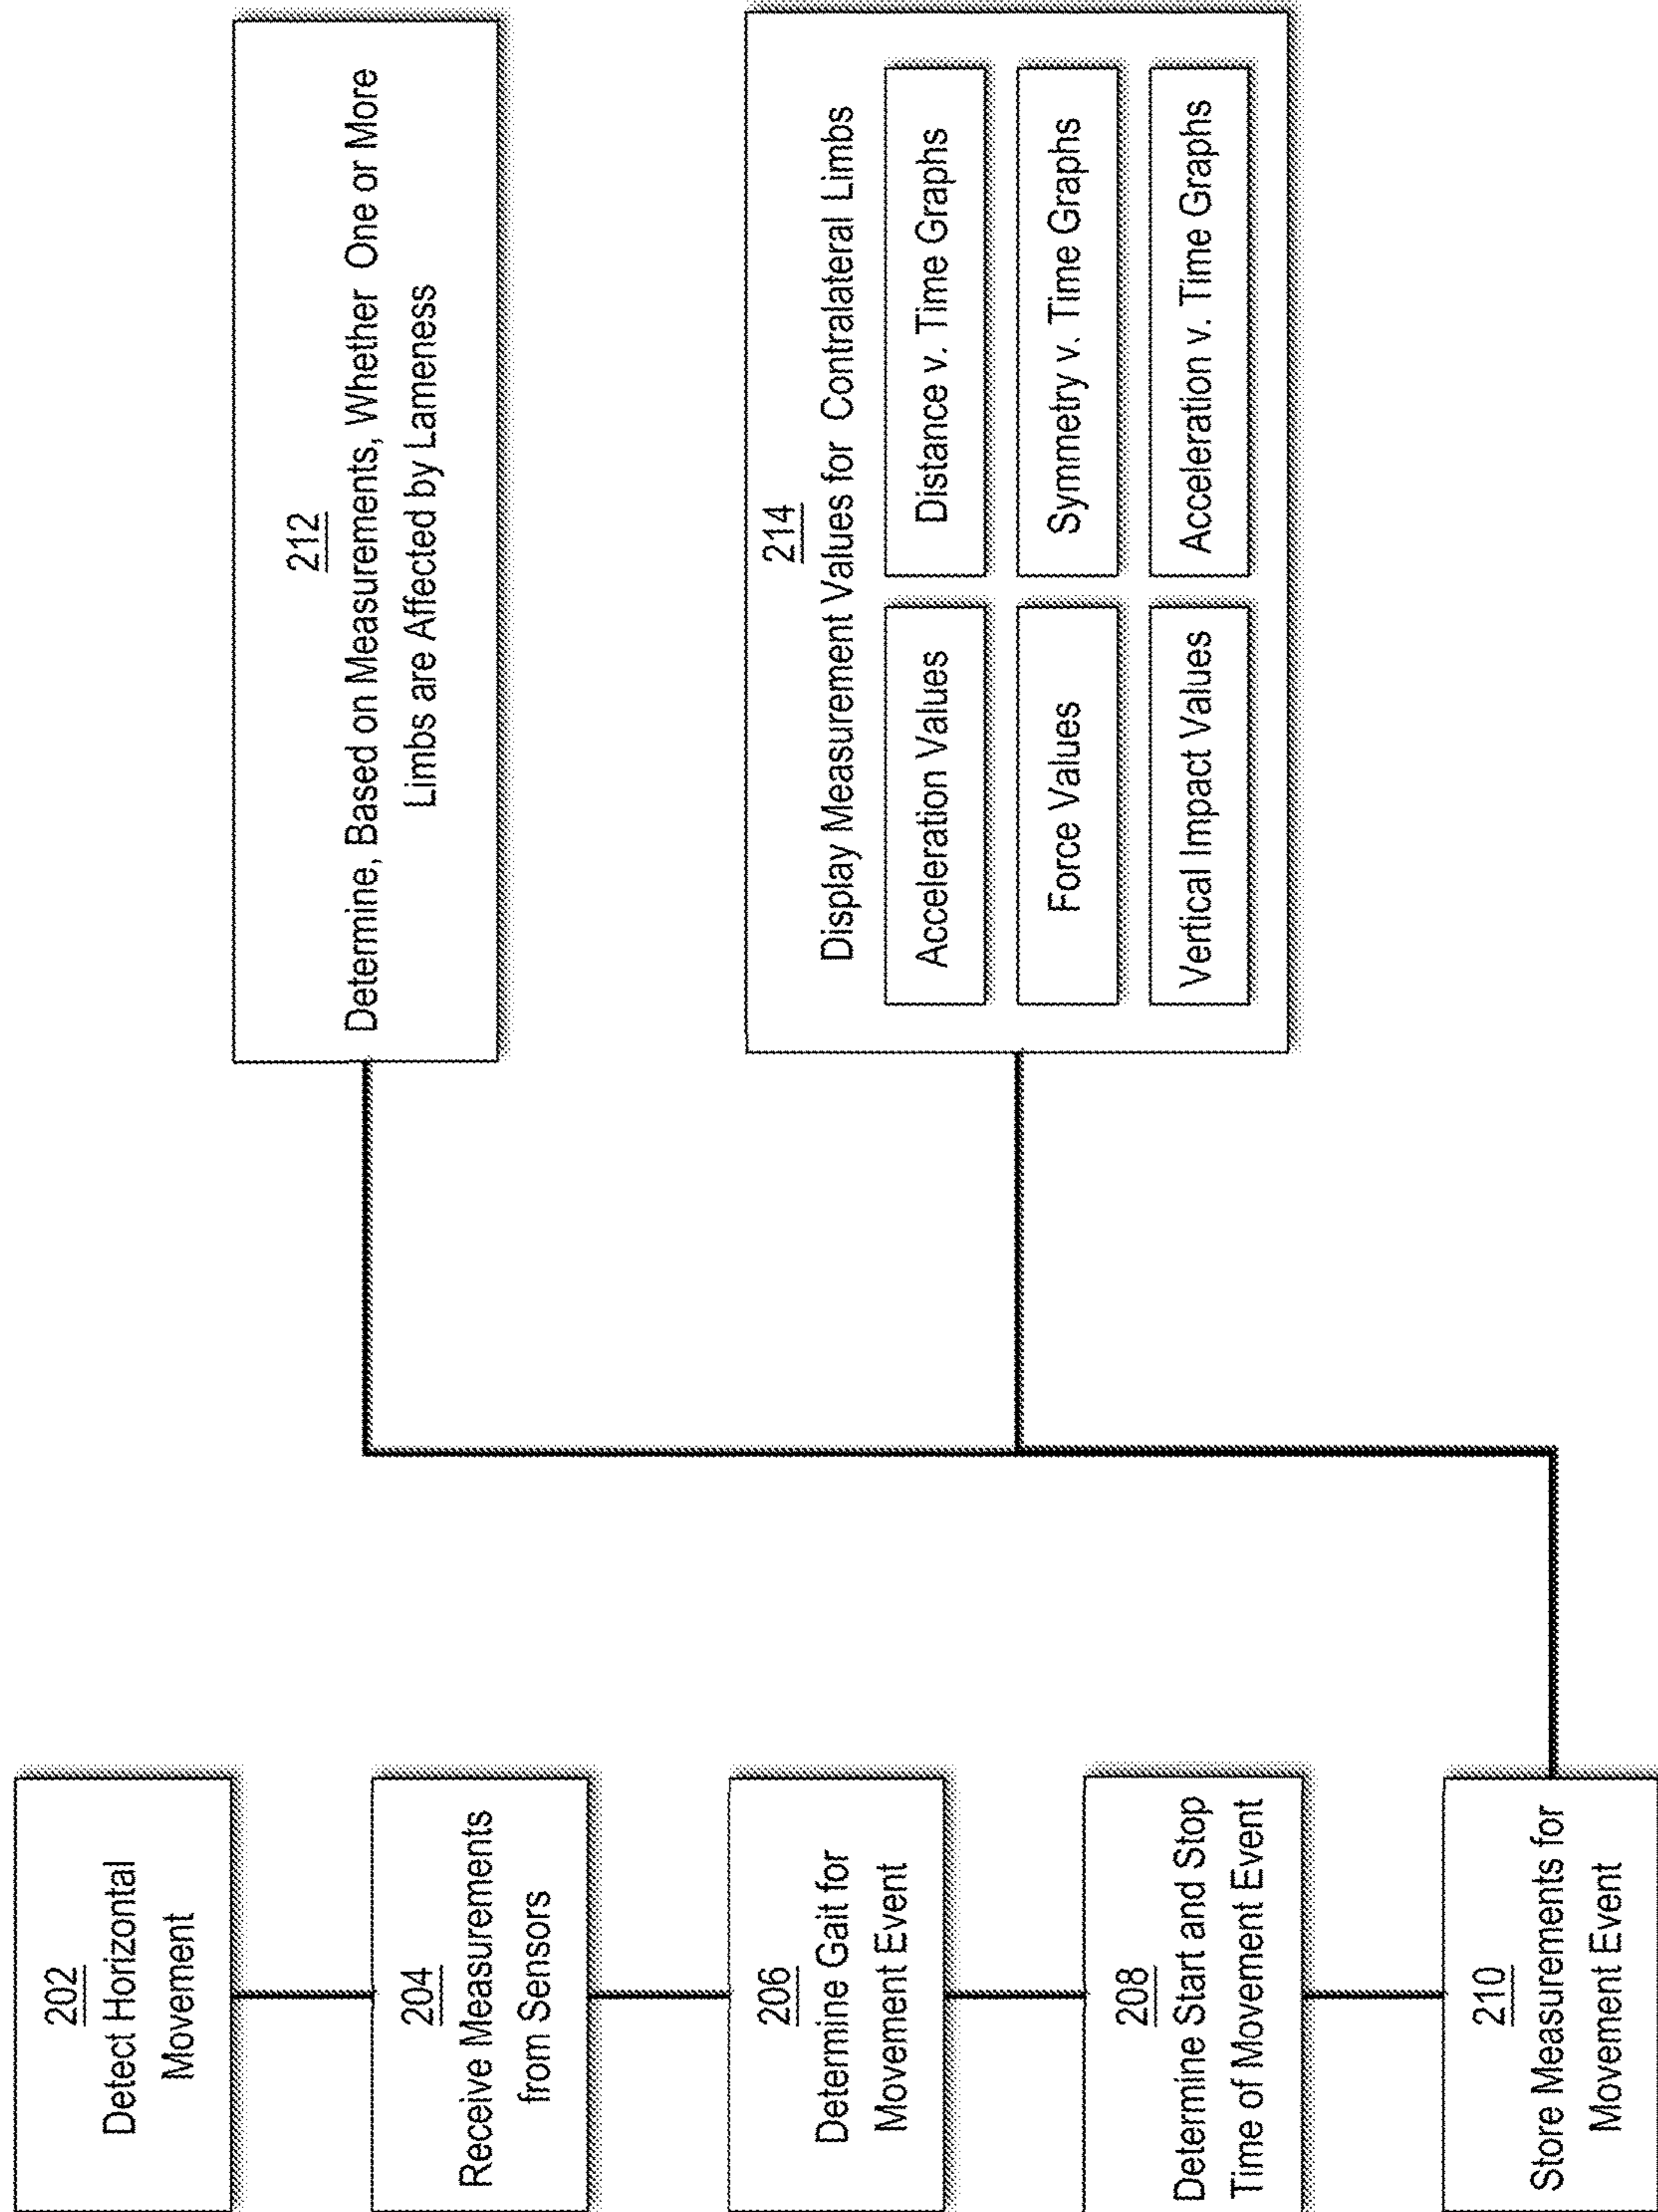 202
Detect Horizontal
Movement
204
Receive Measurements
from Sensors
206
Determine Gait for
Movement Event
208
Determine Start and Stop
Time of Movement Event
210
Store Measurements for
Movement Event
212
Determine, Based on Measurements, Whether One or More
Limbs are Affected by Lameness
214
Display Measurement Values for Contralateral Limbs
Acceleration Values
Distance v. Time Graphs
Force Values
Symmetry v. Time Graphs
Vertical Impact Values
Acceleration v. Time Graphs